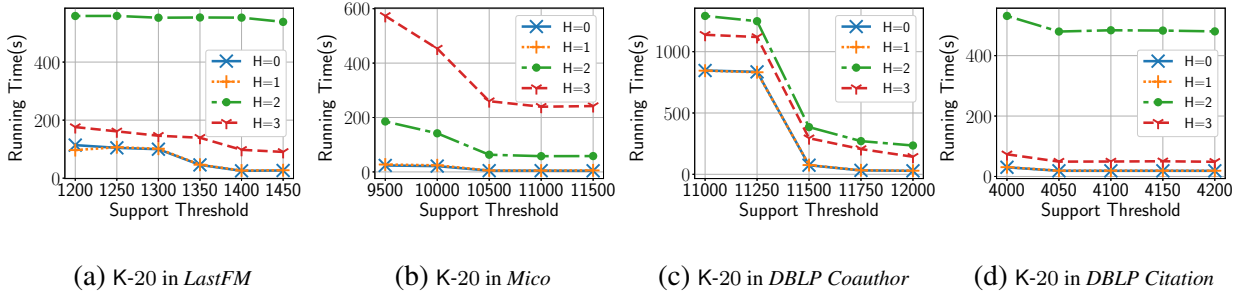 Running Time(s)
400
200
0
H=0
H=1
H=2
H=3
1200 1250 1300 1350 1400 1450
Support Threshold
(a) K-20 in LastFM
Running Time(s)
600
400
200
0
H=0
H=1
H=2
H=3
9500 10000 10500 11000 11500
Support Threshold
(b) K-20 in Mico
Running Time(s)
1000
500
0
H=0
H=1
H=2
H=3
11000 11250 11500 11750 12000
Support Threshold
(c) K-20 in DBLP Coauthor
Running Time(s)
400
200
0
H=0
H=1
H=2
H=3
4000 4050 4100 4150 4200
Support Threshold
(d) K-20 in DBLP Citation